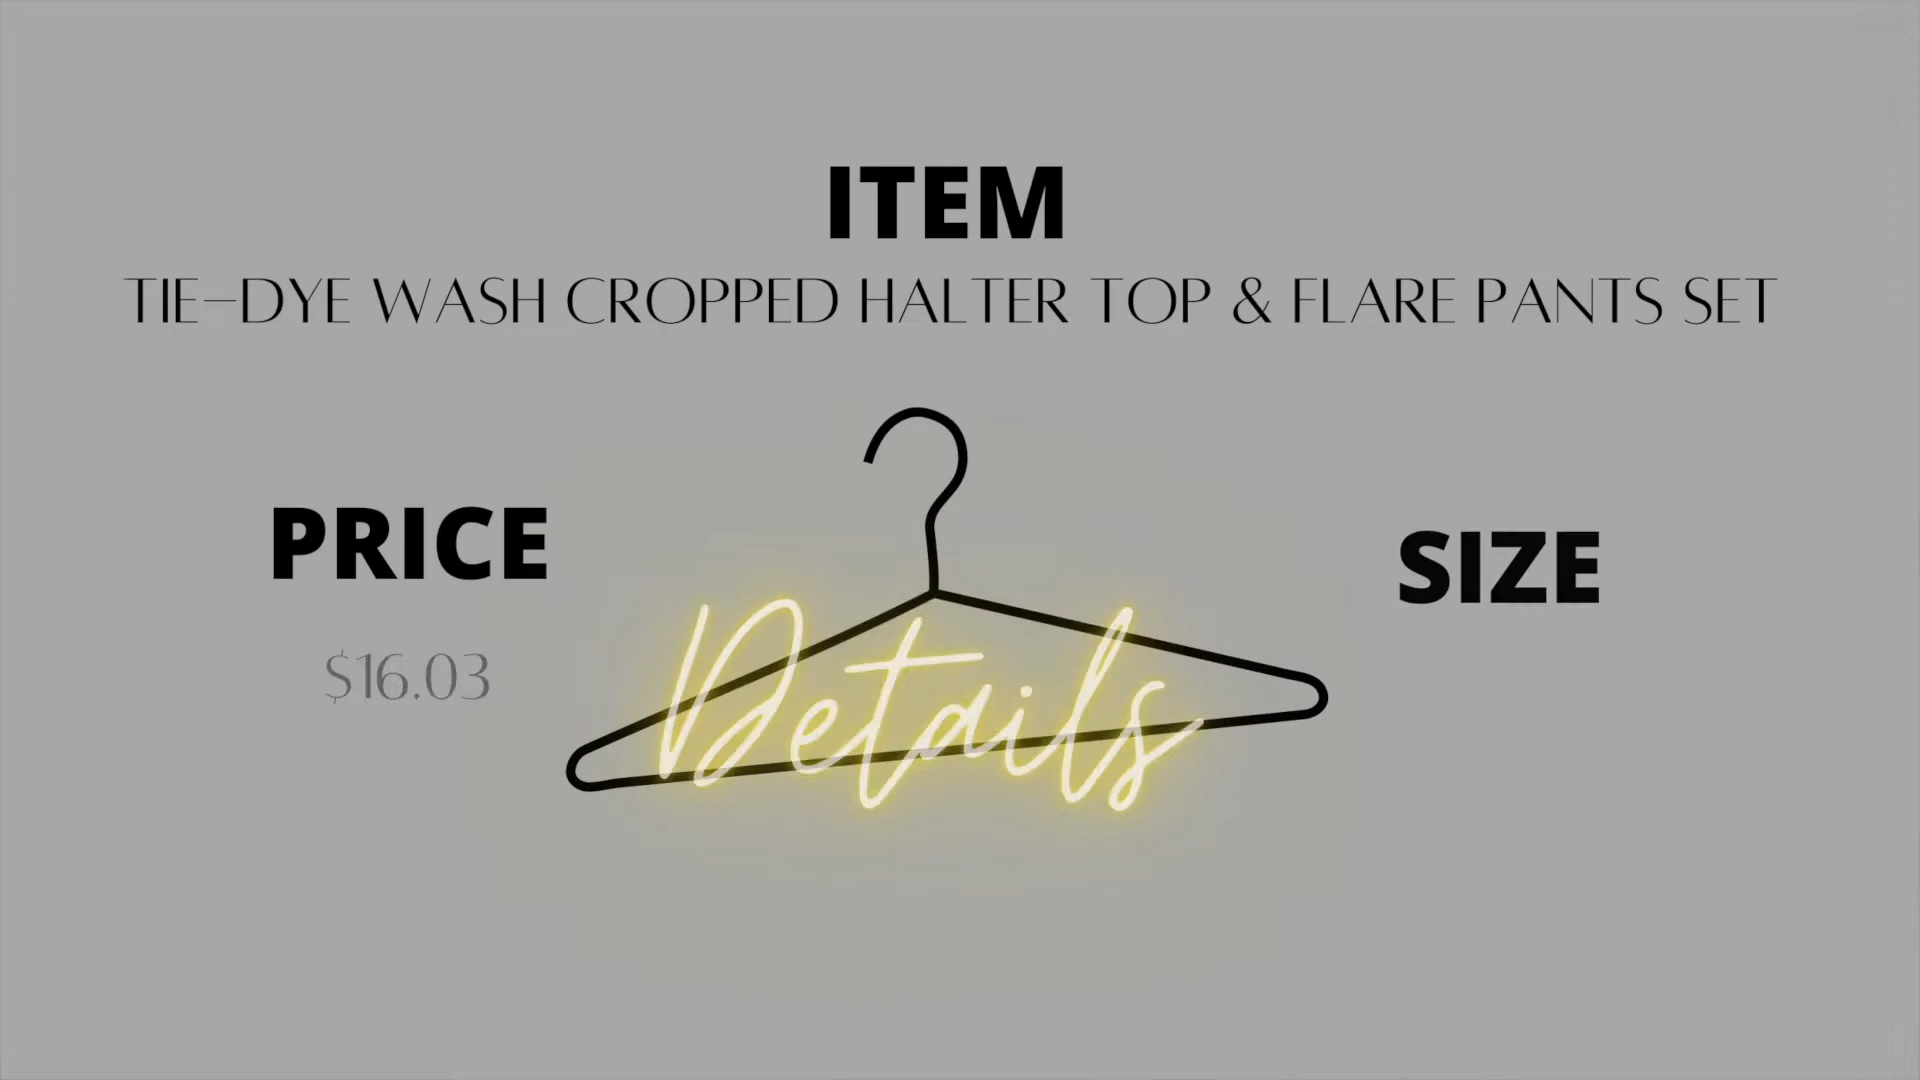 ITEM
TIE-DYE WASH CROPPED HALTER TOP & FLARE PANTS SET
PRICE
SIZE
$16.03
Details